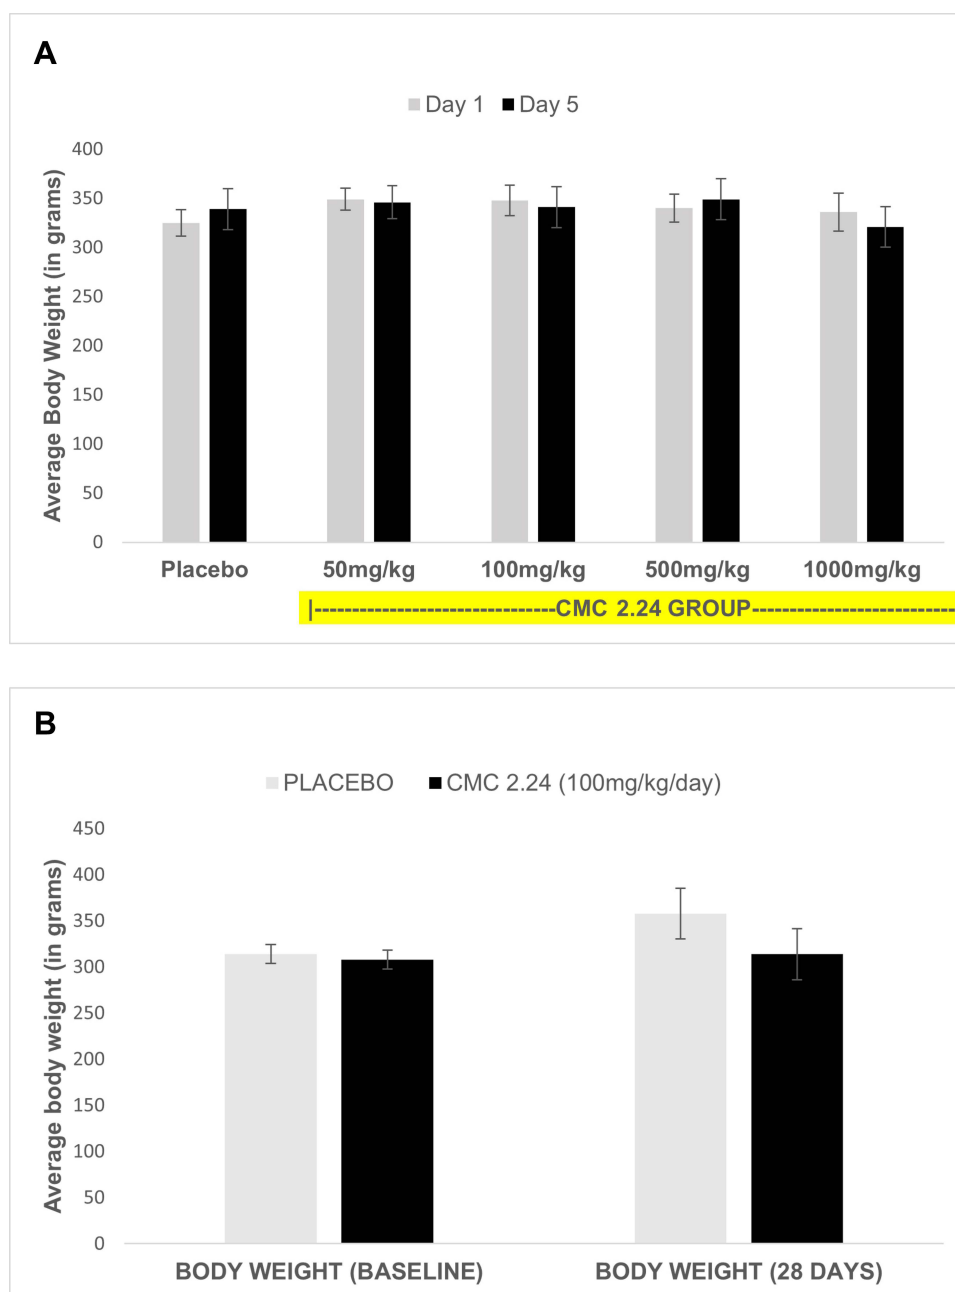 A
Day 1 Day 5
Average Body Weight (in grams)
400
350
300
250
200
150
100
50
0
Placebo 50mg/kg 100mg/kg 500mg/kg 1000mg/kg
|--------------------------------CMC 2.24 GROUP---------------------------
B
PLACEBO CMC 2.24 (100mg/kg/day)
Average body weight (in grams)
450
400
350
300
250
200
150
100
50
0
BODY WEIGHT (BASELINE) BODY WEIGHT (28 DAYS)